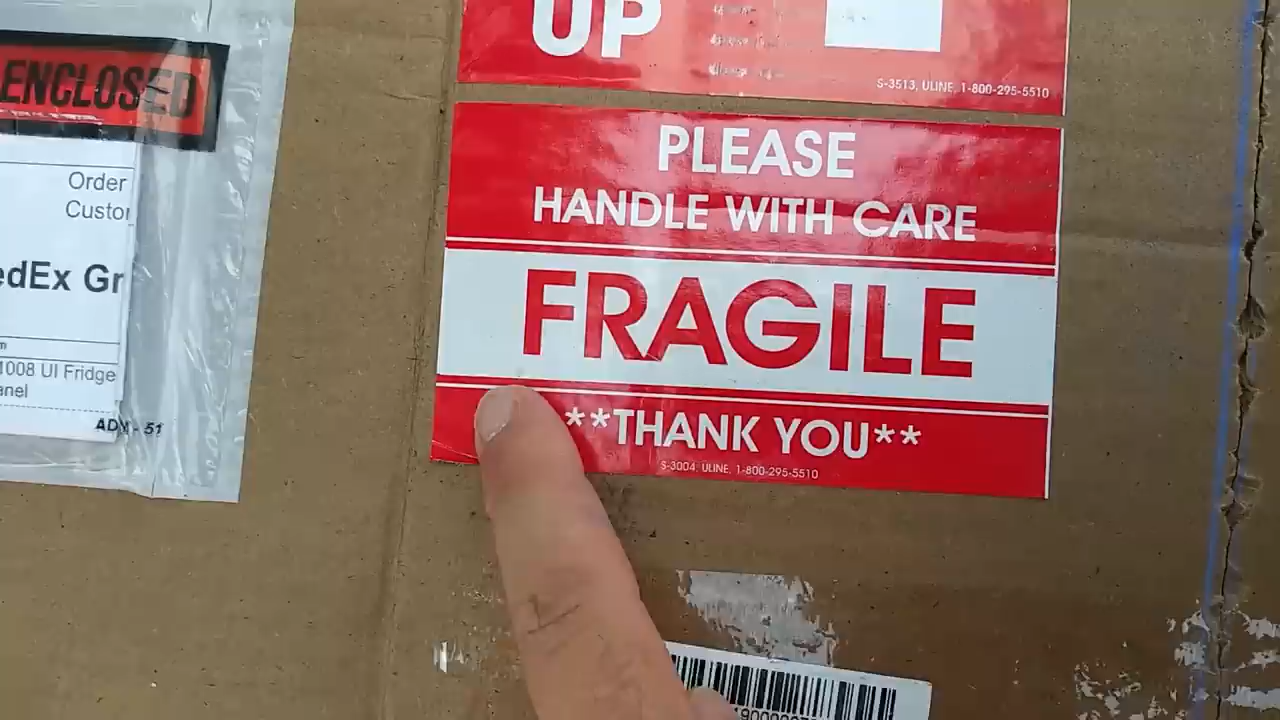 ENCLOSED
Order
Custo
edEx Gr
1008 UI Fridge
anel
ADM - 51
UP
S-3513, ULINE, 1-800-295-5510
PLEASE
HANDLE WITH CARE
FRAGILE
**THANK YOU**
S-3004, ULINE, 1-800-295-5510